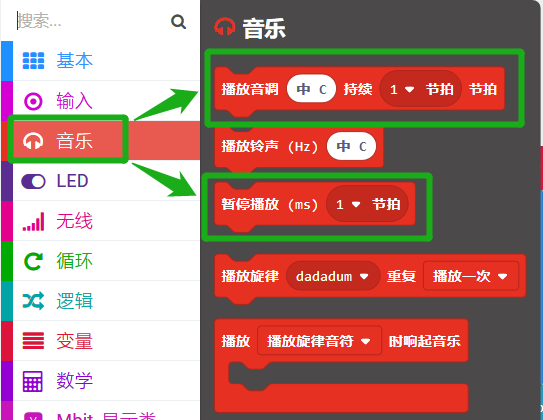 搜索...
基本
输入
音乐
LED
无线
循环
逻辑
变量
数学
音乐
播放音调 中 C 持续 1 节拍 节拍
播放铃声 (Hz) 中 C
暂停播放 (ms) 1 节拍
播放旋律 dadadum 重复 播放一次
播放 播放旋律音符 时响起音乐